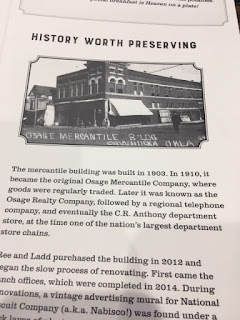 breakfast is Heaven on a plate!
HISTORY WORTH PRESERVING
OSAGE MERCANTILE BLDG
PAWHUSKA OKLA
The mercantile building was built in 1903. In 1910, it
became the original Osage Mercantile Company, where
goods were regularly traded. Later it was known as the
Osage Realty Company, followed by a regional telephone
company, and eventually the C.R. Anthony department
store, at the time one of the nation's largest department
store chains.
Ree and Ladd purchased the building in 2012 and
began the slow process of renovating. First came the
anch offices, which were completed in 2014. During
novations, a vintage advertising mural for National
scuit Company (a.k.a. Nabisco!) was found under a